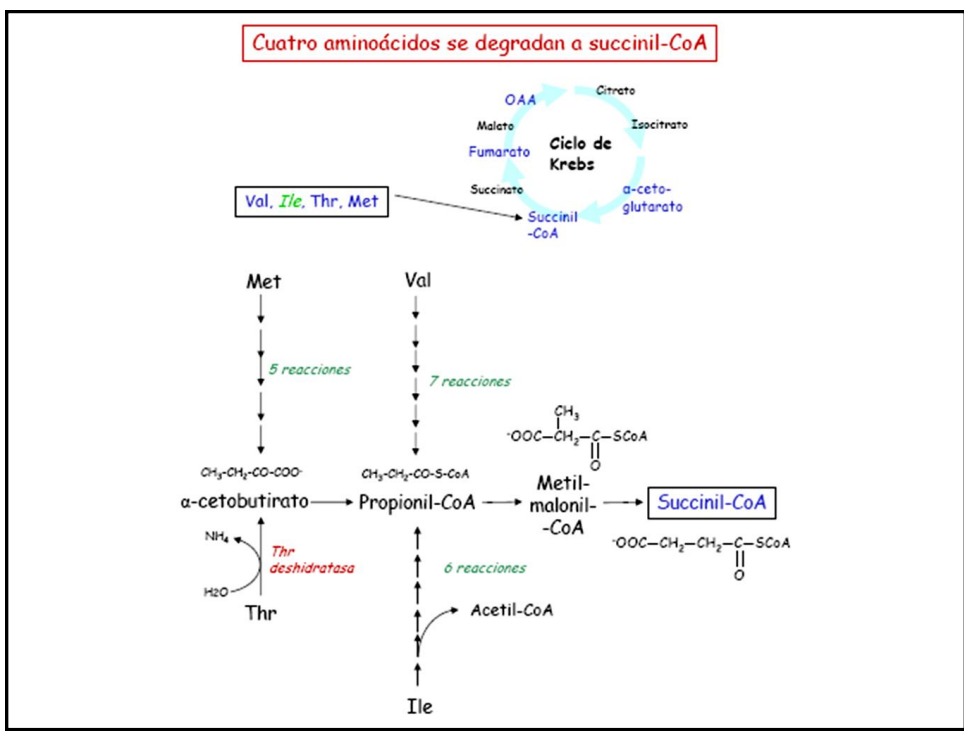 Cuatro aminoácidos se degradan a succinil-CoA
Citrato
OAA
Isocitrato
Malato
Ciclo de
Krebs
Fumarato
Succinato
α-ceto-
glutarato
Val, Ile, Thr, Met
Succinil
-CoA
Met
Val
5 reacciones
7 reacciones
CH₃
⁻OOC–CH₂–C–SCoA
O
CH₃-CH₂-CO-COO⁻
CH₃-CH₂-CO-S-CoA
α-cetobutirato
Propionil-CoA
Metil-
malonil-
-CoA
Succinil-CoA
NH₄
Thr
deshidratasa
H2O
Thr
6 reacciones
⁻OOC–CH₂–CH₂–C–SCoA
O
Acetil-CoA
Ile